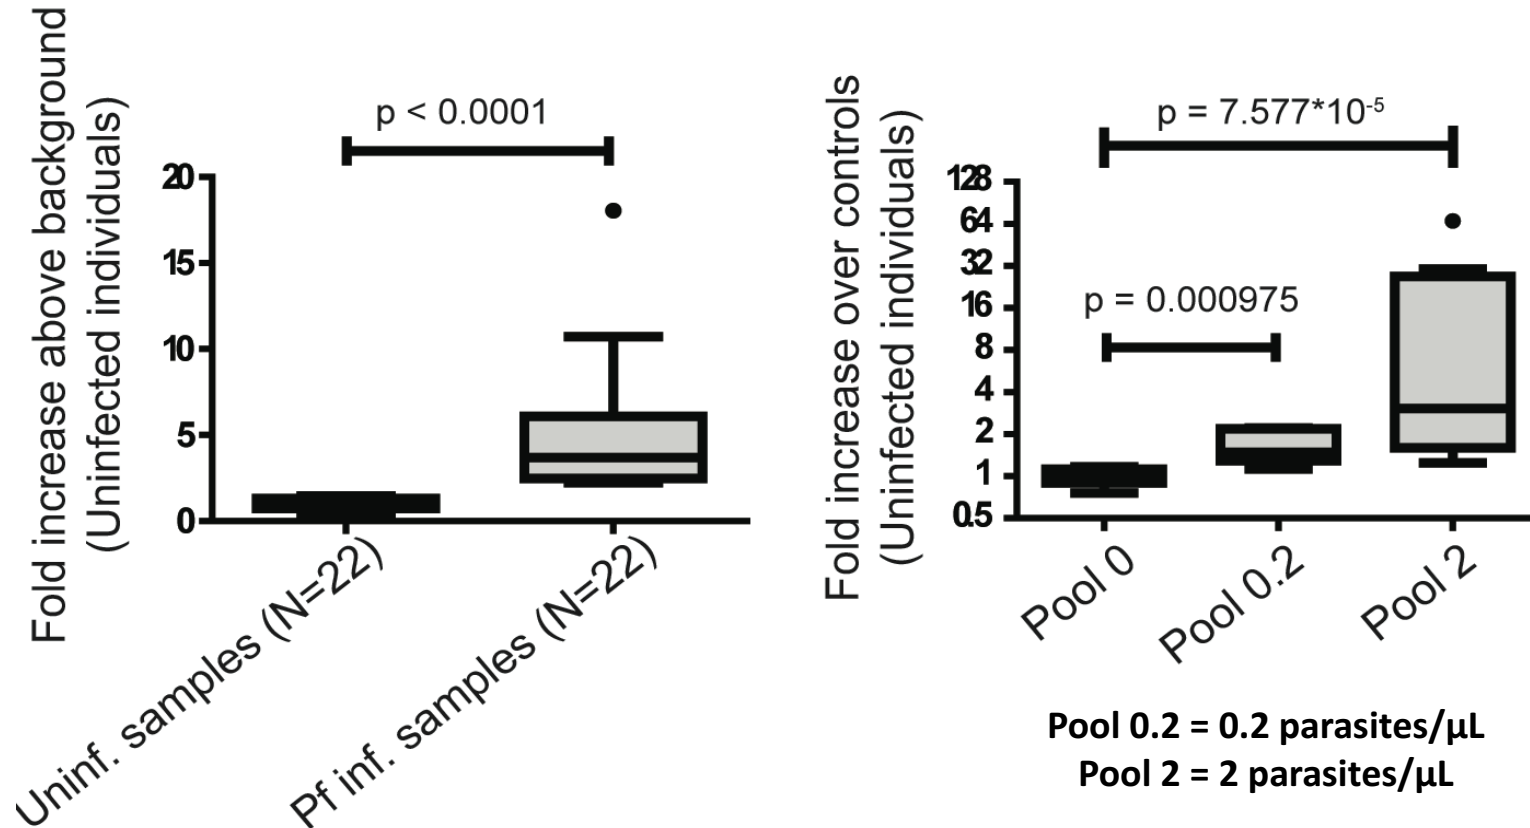 Fold increase above background
(Uninfected individuals)
p < 0.0001
20
15
10
5
0
Uninf. samples (N=22)
Pf inf. samples (N=22)
Fold increase over controls
(Uninfected individuals)
p = 7.577*10-5
p = 0.000975
128
64
32
16
8
4
2
1
0.5
Pool 0
Pool 0.2
Pool 2
Pool 0.2 = 0.2 parasites/µL
Pool 2 = 2 parasites/µL